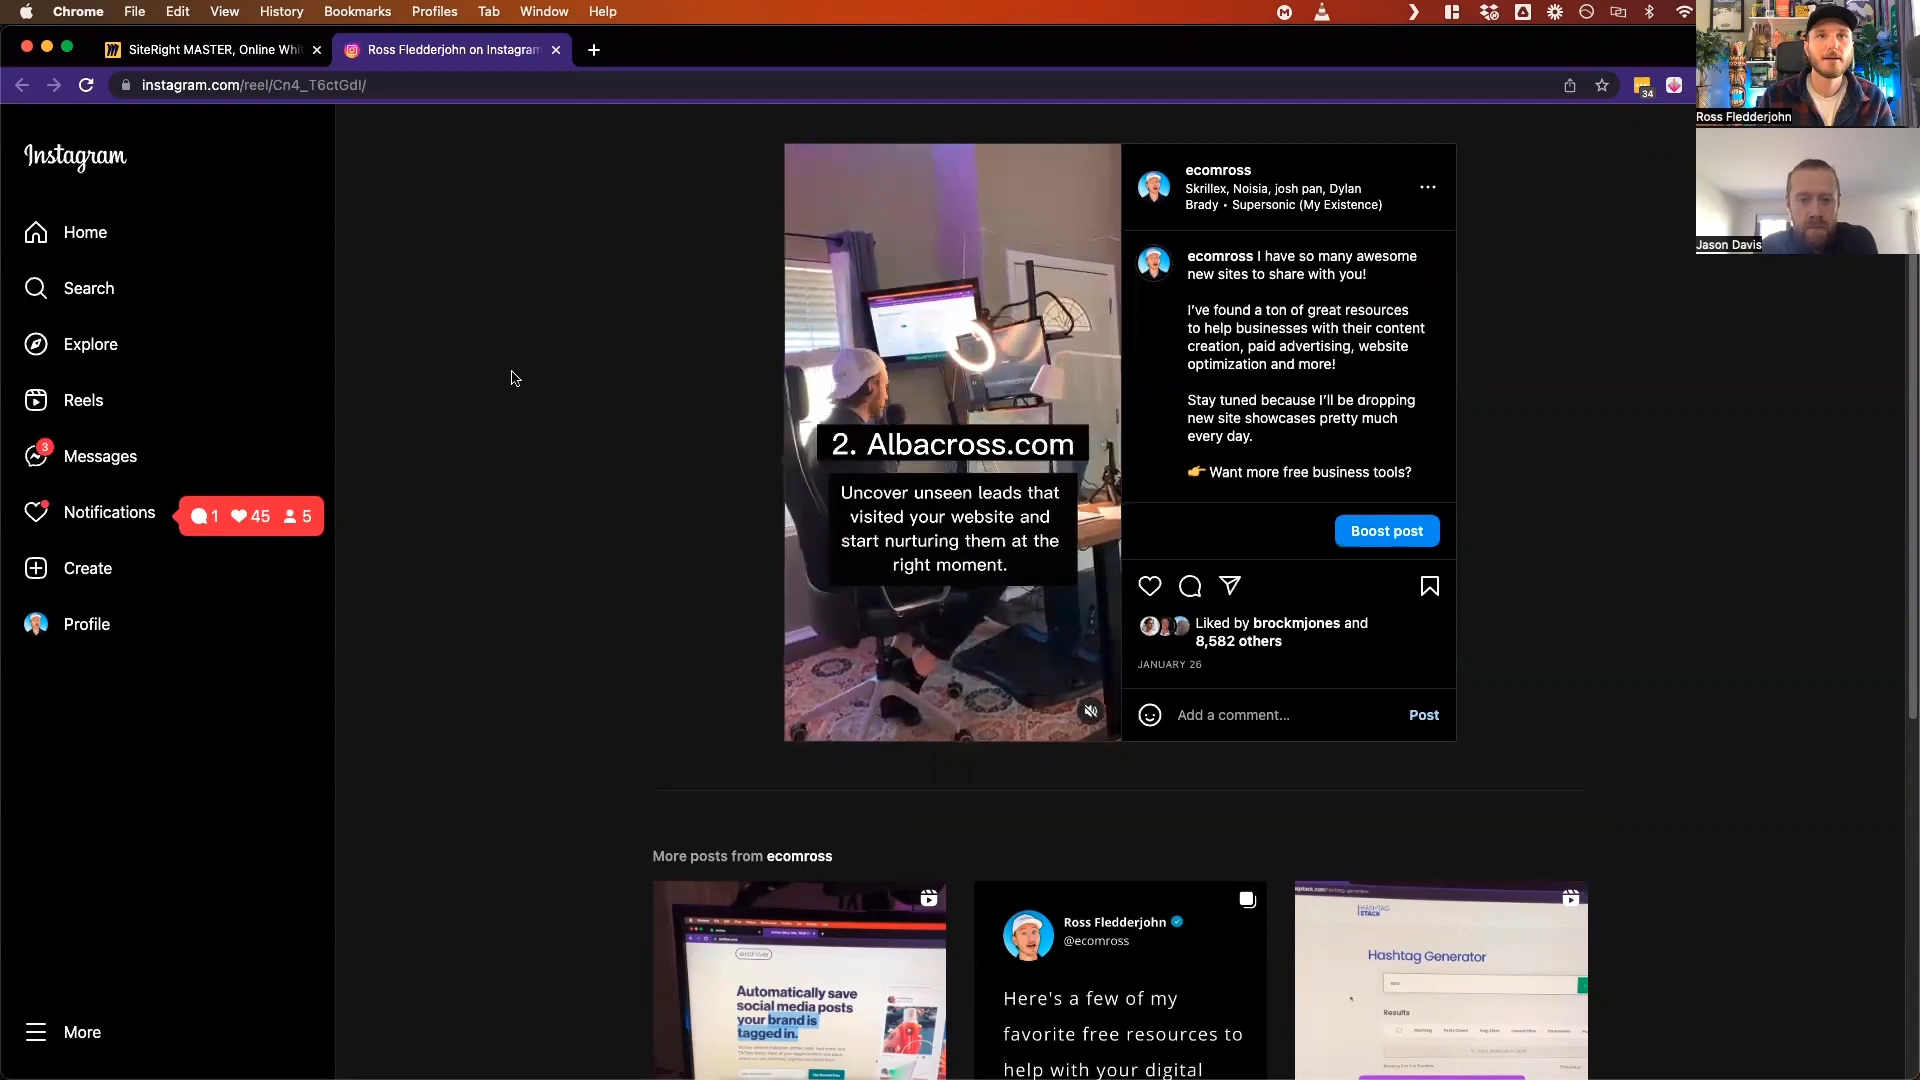 Chrome File Edit View History Bookmarks Profiles Tab Window Help
SiteRight MASTER, Online Whi
Ross Fledderjohn on Instagram
instagram.com/reel/Cn4_T6ctGdI/
34
Ross Fledderjohn
Jason Davis
Instagram
Home
Search
Explore
Reels
3
Messages
Notifications
1 45 5
Create
Profile
More
2. Albacross.com
Uncover unseen leads that
visited your website and
start nurturing them at the
right moment.
ecomross
Skrillex, Noisia, josh pan, Dylan
Brady • Supersonic (My Existence)
ecomross I have so many awesome
new sites to share with you!
I've found a ton of great resources
to help businesses with their content
creation, paid advertising, website
optimization and more!
Stay tuned because I'll be dropping
new site showcases pretty much
every day.
👉 Want more free business tools?
Boost post
Liked by brockmjones and
8,582 others
JANUARY 26
Add a comment...
Post
More posts from ecomross
archive
Automatically save
social media posts
your brand is
tagged in.
Ross Fledderjohn
@ecomross
Here's a few of my
favorite free resources to
help with your digital
HASHTAG
STACK
Hashtag Generator
Results